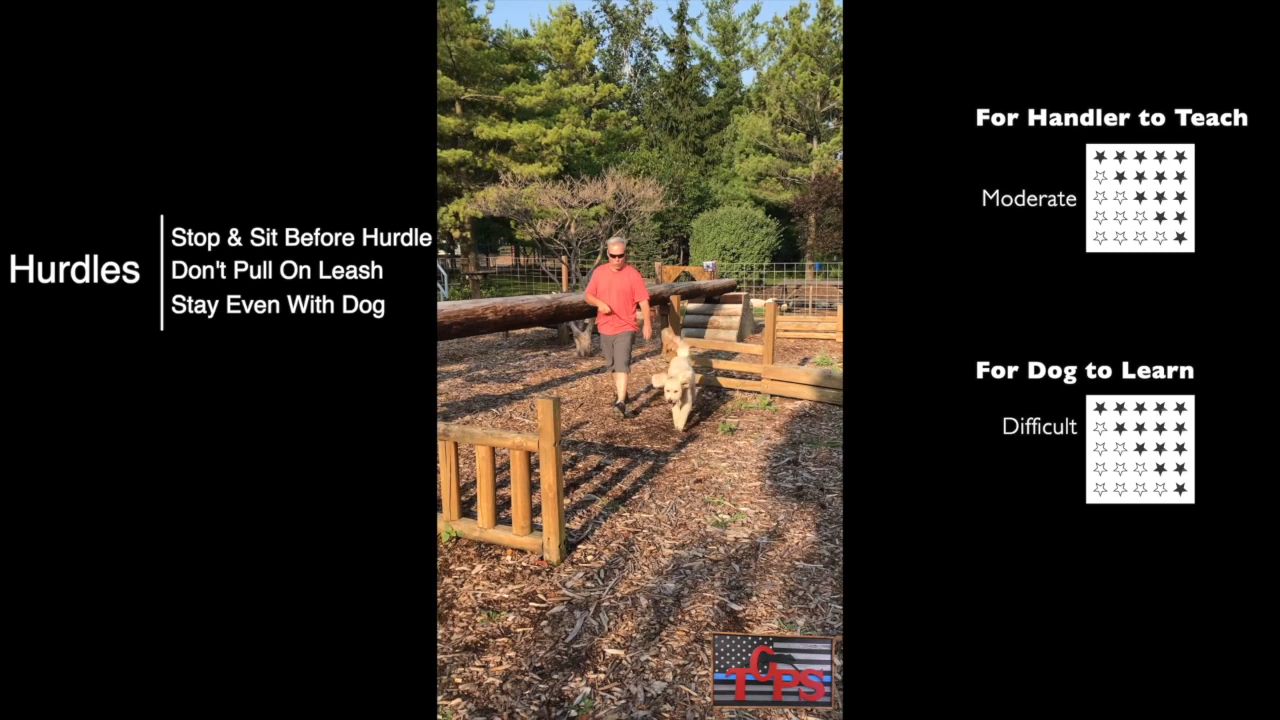 Hurdles
Stop & Sit Before Hurdle
Don't Pull On Leash
Stay Even With Dog
For Handler to Teach
Moderate
For Dog to Learn
Difficult
TOPS